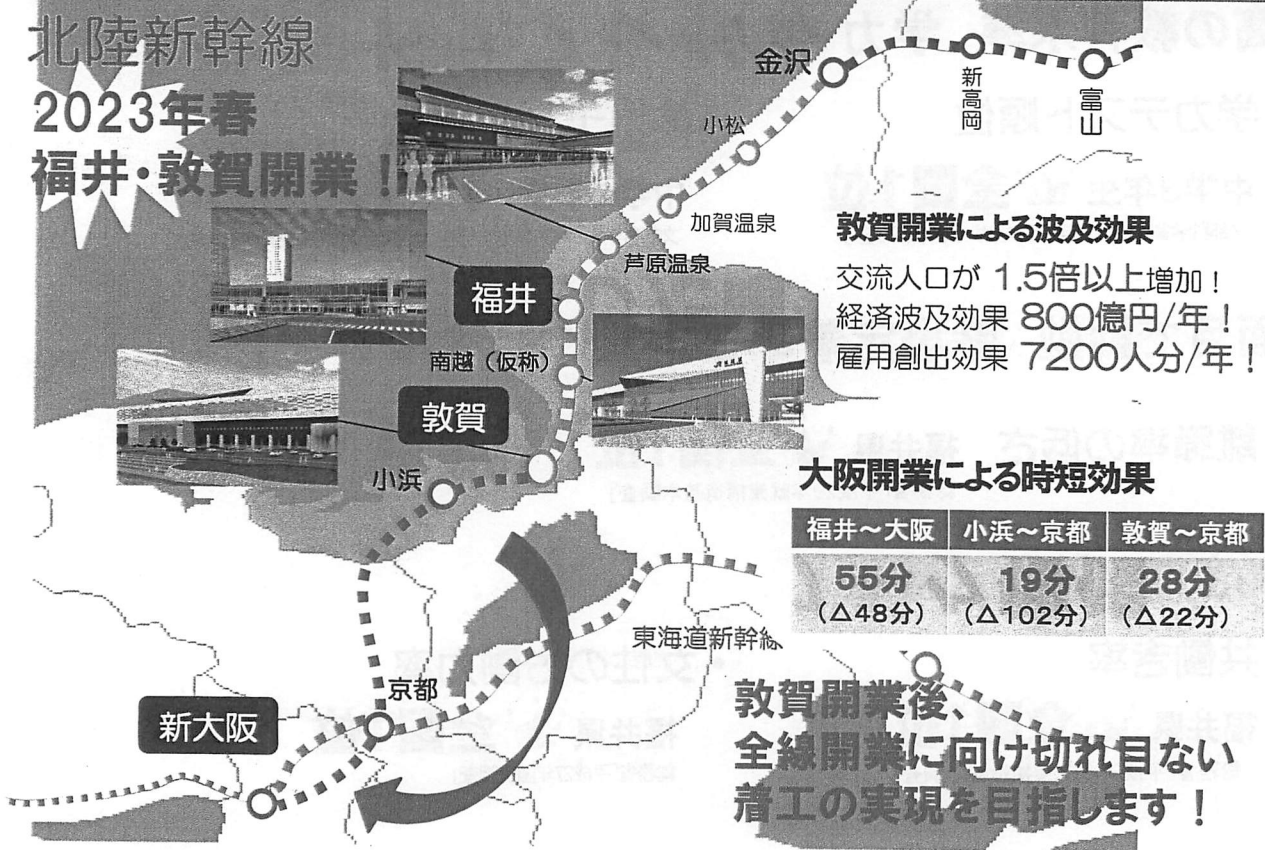 北陸新幹線
2023年春
福井・敦賀開業！
金沢
新高岡
富山
小松
加賀温泉
芦原温泉
福井
南越（仮称）
敦賀
小浜
京都
新大阪
東海道新幹線
敦賀開業による波及効果
交流人口が 1.5倍以上増加！
経済波及効果 800億円/年！
雇用創出効果 7200人分/年！
大阪開業による時短効果
福井～大阪 小浜～京都 敦賀～京都
55分 19分 28分
（△48分） （△102分） （△22分）
敦賀開業後、
全線開業に向け切れ目ない
着工の実現を目指します！